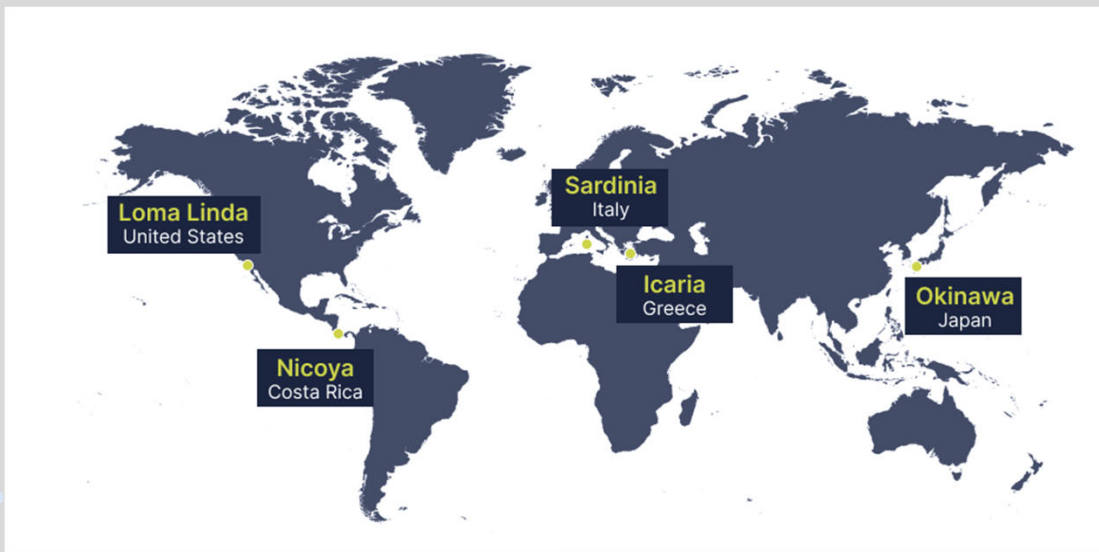 Loma Linda
United States
Sardinia
Italy
Icaria
Greece
Okinawa
Japan
Nicoya
Costa Rica